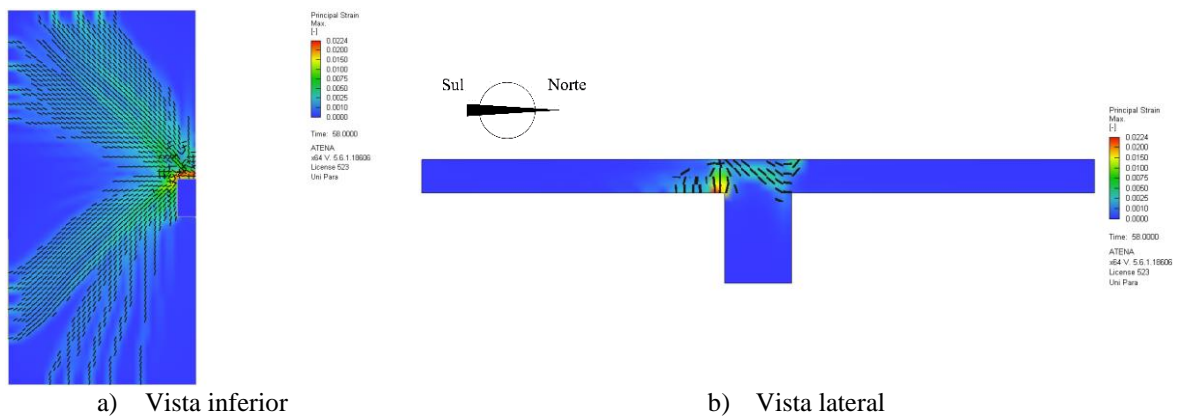 Principal Strain
Max.
[-]
0.0224
0.0200
0.0150
0.0100
0.0075
0.0050
0.0025
0.0010
0.0000
Time: 58.0000
ATENA
x64 V. 5.6.1.18606
License 523
Uni Para
Sul
Norte
Principal Strain
Max.
[-]
0.0224
0.0200
0.0150
0.0100
0.0075
0.0050
0.0025
0.0010
0.0000
Time: 58.0000
ATENA
x64 V. 5.6.1.18606
License 523
Uni Para
a) Vista inferior
b) Vista lateral